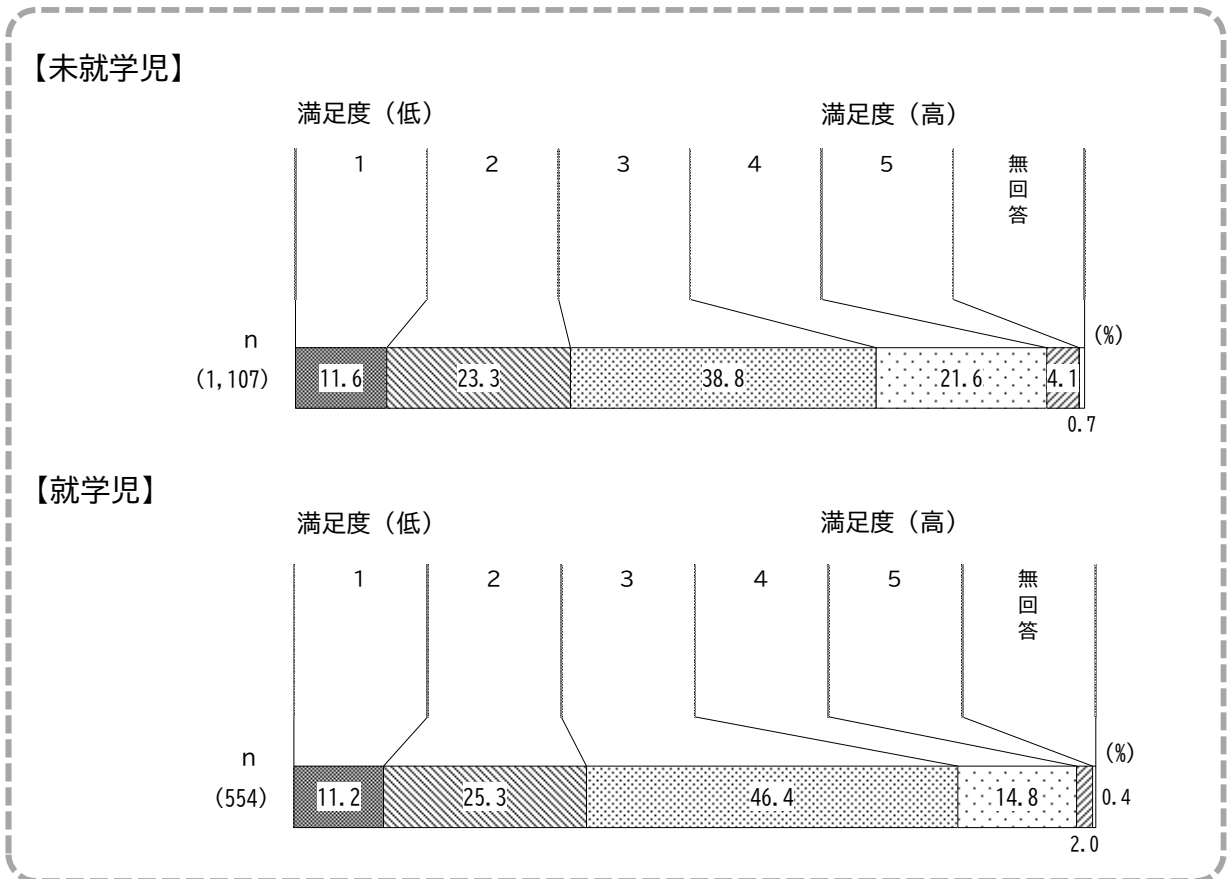 【未就学児】
満足度（低） 満足度（高）
1 2 3 4 5 無回答
n (%)
(1,107) 11.6 23.3 38.8 21.6 4.1
0.7
【就学児】
満足度（低） 満足度（高）
1 2 3 4 5 無回答
n (%)
(554) 11.2 25.3 46.4 14.8 0.4
2.0